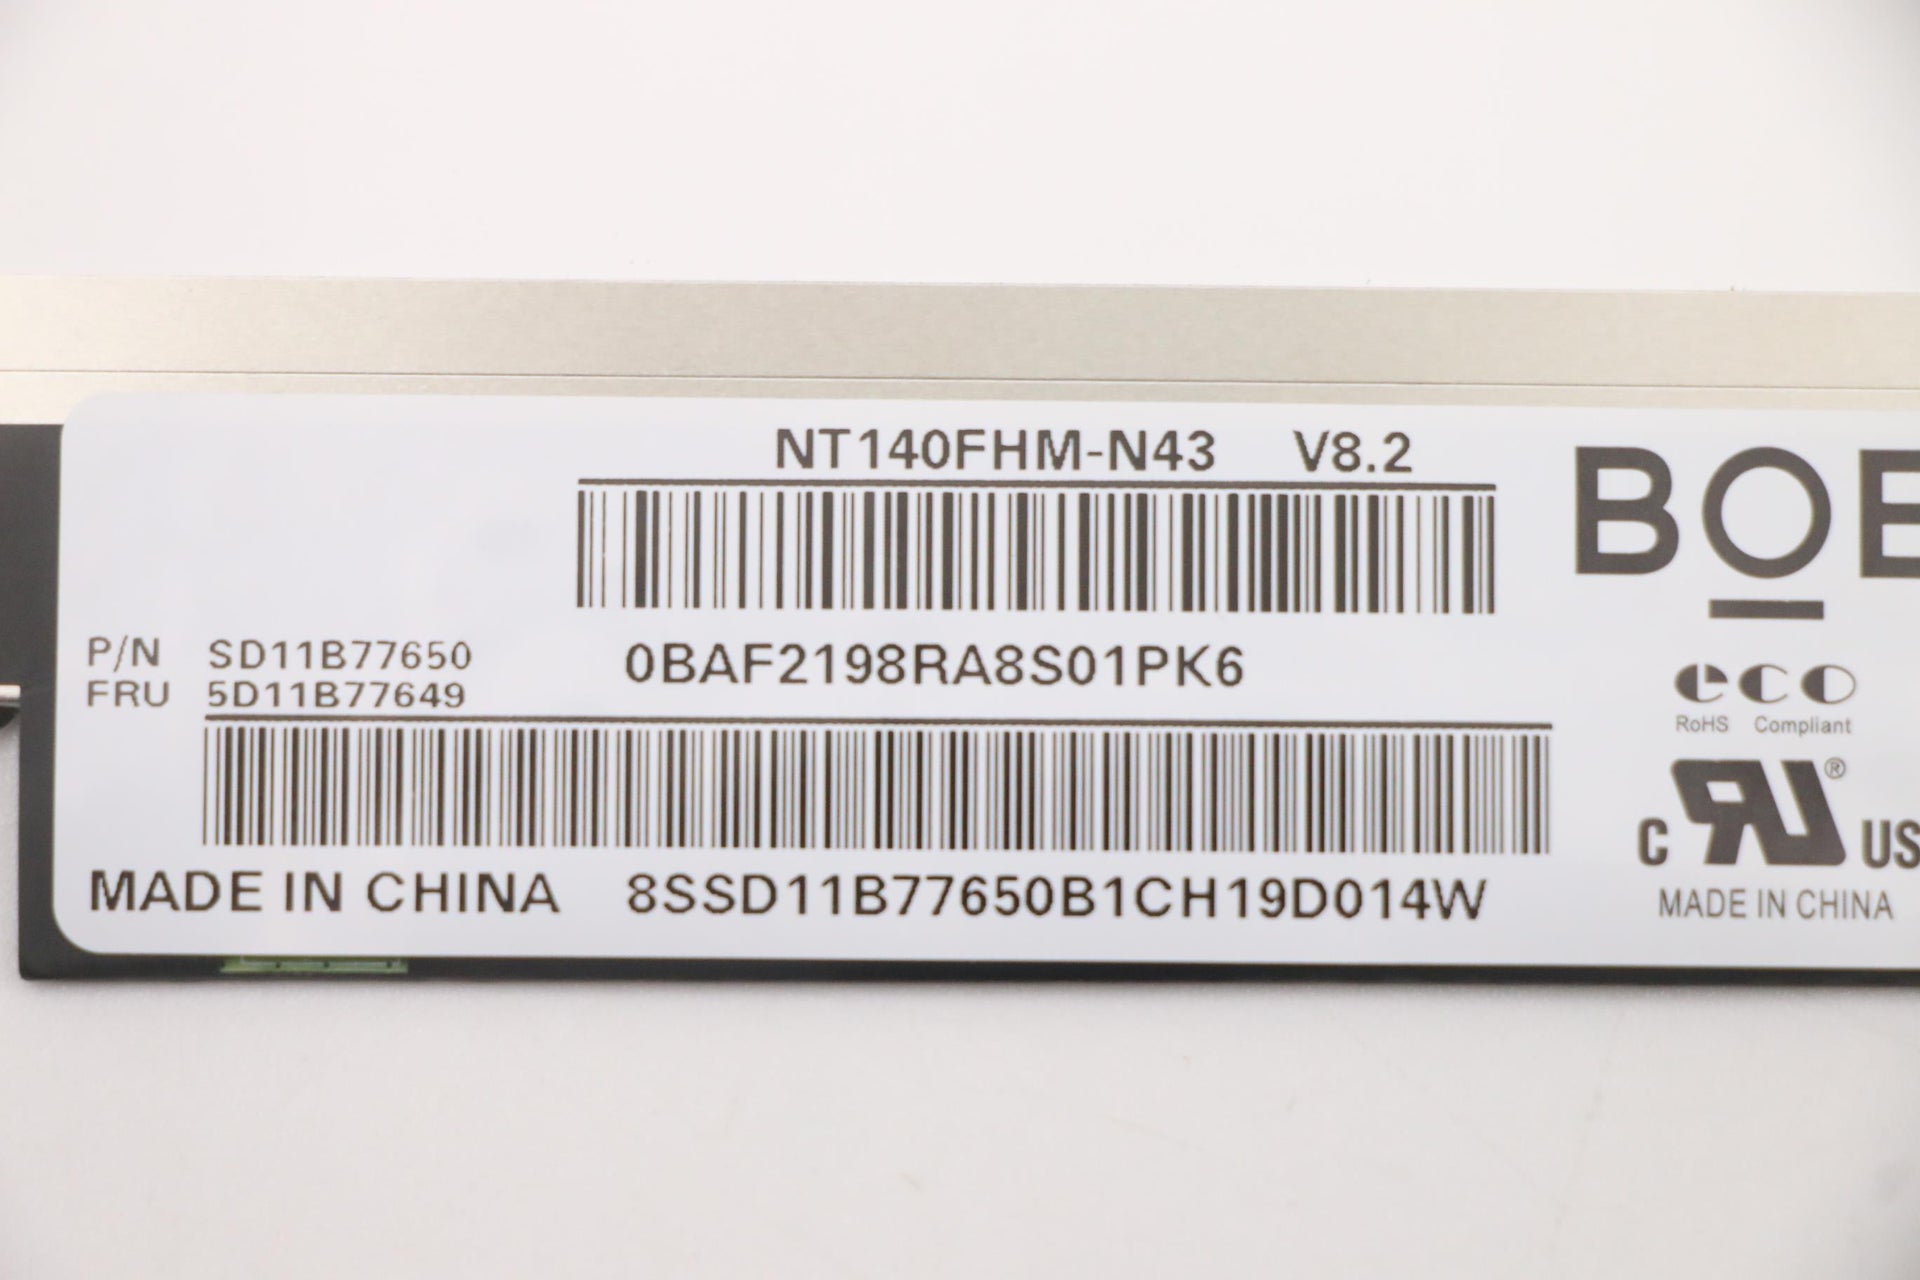 NT140FHM-N43 V8.2
BOE
P/N SD11B77650
0BAF2198RA8S01PK6
FRU 5D11B77649
eco
RoHS Compliant
c RU ® US
MADE IN CHINA 8SSD11B77650B1CH19D014W
MADE IN CHINA